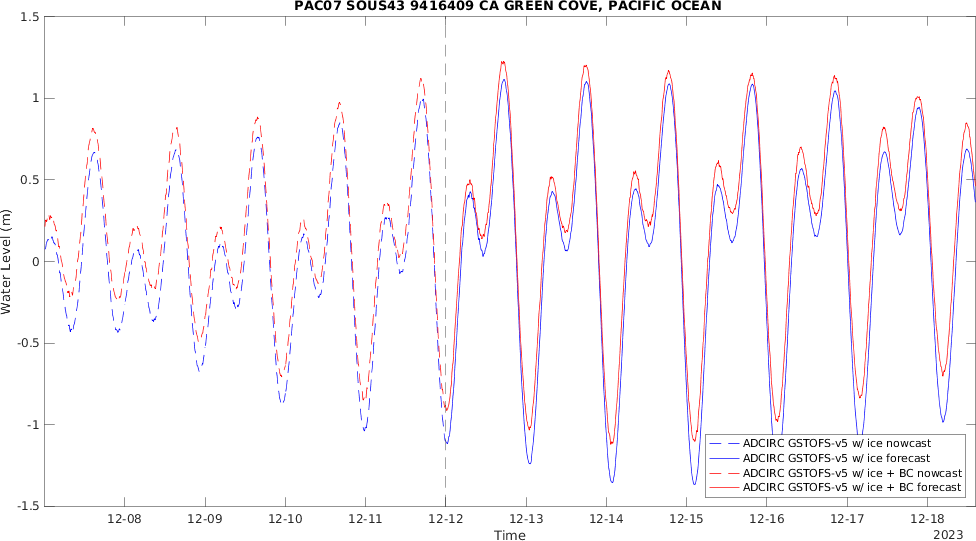 PAC07 SOUS43 9416409 CA GREEN COVE, PACIFIC OCEAN
1.5
1
0.5
0
-0.5
-1
-1.5
Water Level (m)
12-08 12-09 12-10 12-11 12-12 12-13 12-14 12-15 12-16 12-17 12-18
Time
2023
ADCIRC GSTOFS-v5 w/ ice nowcast
ADCIRC GSTOFS-v5 w/ ice forecast
ADCIRC GSTOFS-v5 w/ ice + BC nowcast
ADCIRC GSTOFS-v5 w/ ice + BC forecast